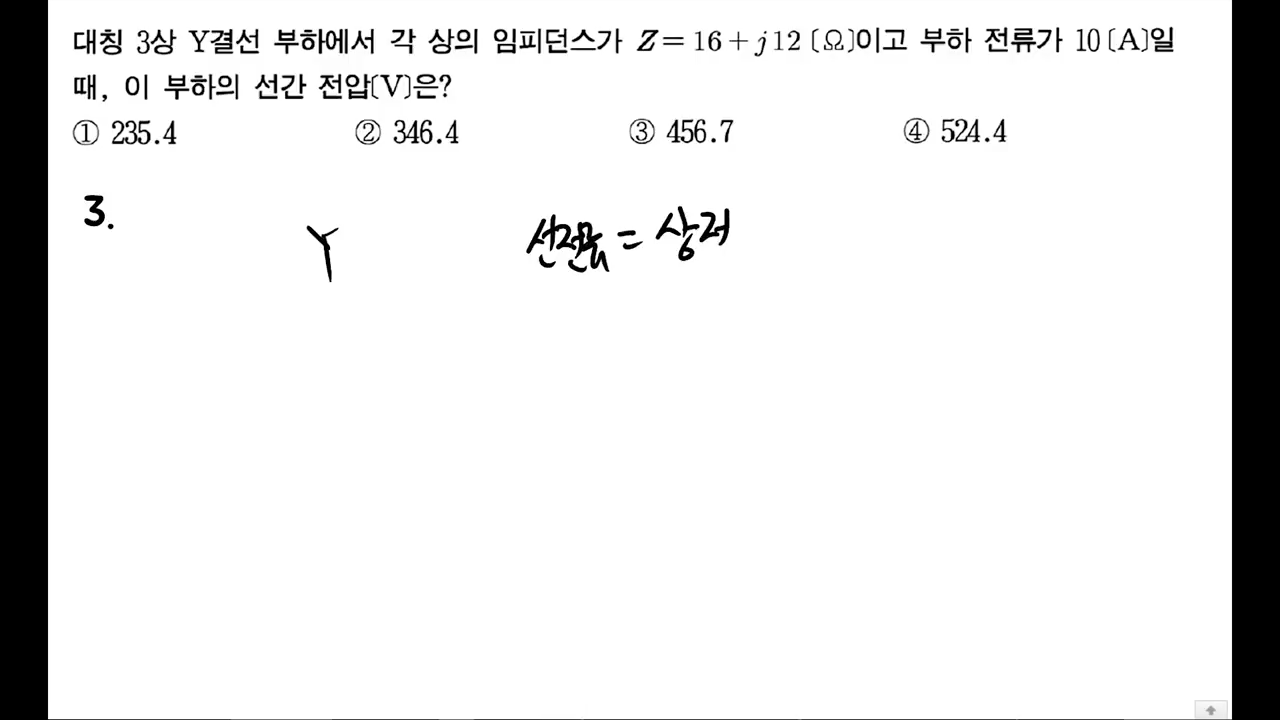 대칭 3상 Y결선 부하에서 각 상의 임피던스가 Z=16+j12〔Ω〕이고 부하 전류가 10〔A〕일
때, 이 부하의 선간 전압〔V〕은?
① 235.4 ② 346.4 ③ 456.7 ④ 524.4
3.
Y 선전류 = 상저